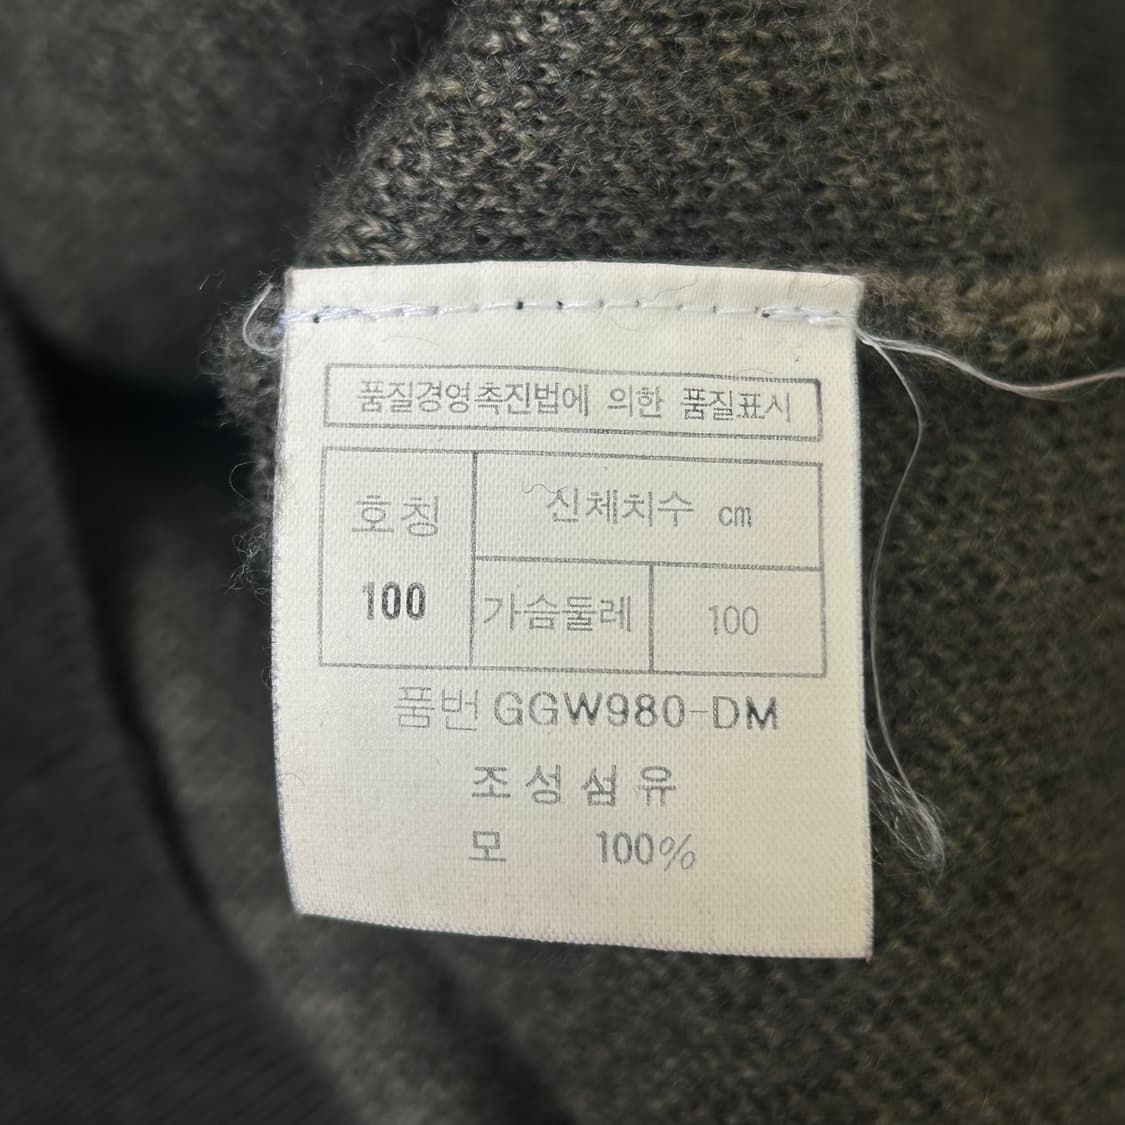 품질경영촉진법에 의한 품질표시
호칭
신체치수 cm
100
가슴둘레 100
품번 GGW980-DM
조성섬유
모 100%